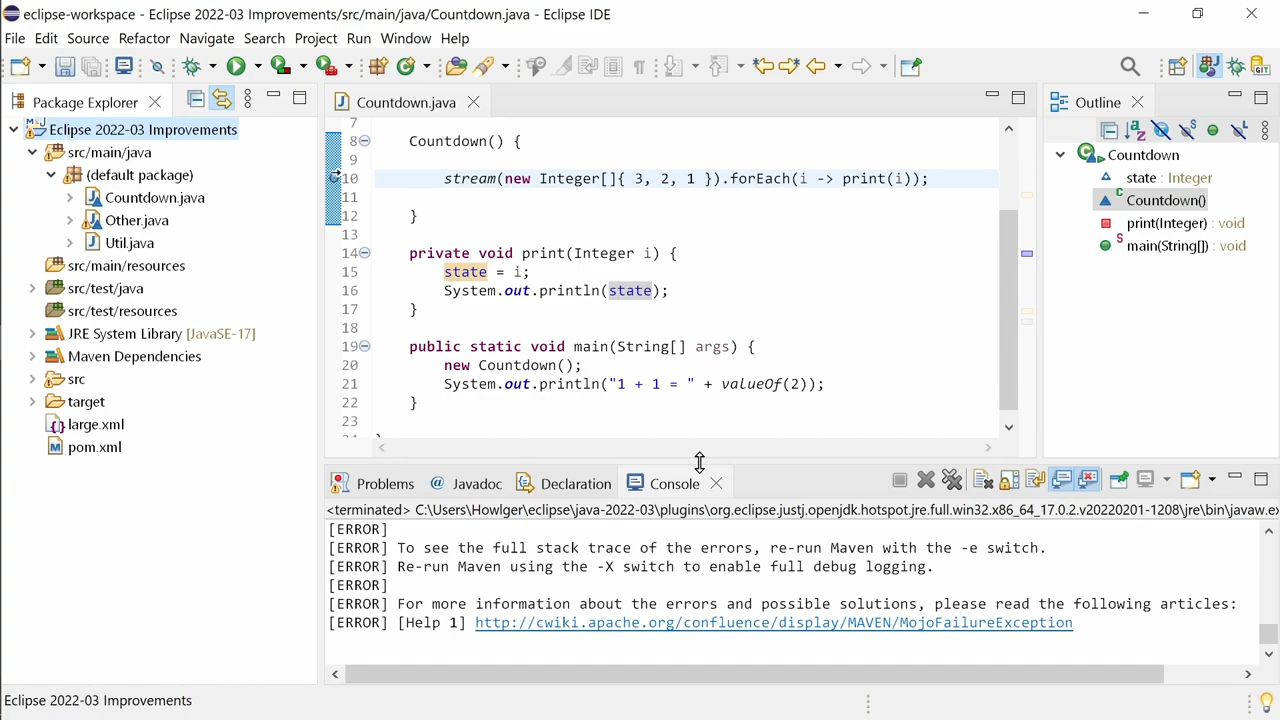 eclipse-workspace - Eclipse 2022-03 Improvements/src/main/java/Countdown.java - Eclipse IDE
File Edit Source Refactor Navigate Search Project Run Window Help
Package Explorer
Eclipse 2022-03 Improvements
src/main/java
(default package)
Countdown.java
Other.java
Util.java
src/main/resources
src/test/java
src/test/resources
JRE System Library [JavaSE-17]
Maven Dependencies
src
target
large.xml
pom.xml
Countdown.java
7
8 Countdown() {
9
10 stream(new Integer[]{ 3, 2, 1 }).forEach(i -> print(i));
11
12 }
13
14 private void print(Integer i) {
15 state = i;
16 System.out.println(state);
17 }
18
19 public static void main(String[] args) {
20 new Countdown();
21 System.out.println("1 + 1 = " + valueOf(2));
22 }
23
Outline
Countdown
state : Integer
Countdown()
print(Integer) : void
main(String[]) : void
Problems @ Javadoc Declaration Console
<terminated> C:\Users\Howlger\eclipse\java-2022-03\plugins\org.eclipse.justj.openjdk.hotspot.jre.full.win32.x86_64_17.0.2.v20220201-1208\jre\bin\javaw.ex
[ERROR]
[ERROR] To see the full stack trace of the errors, re-run Maven with the -e switch.
[ERROR] Re-run Maven using the -X switch to enable full debug logging.
[ERROR]
[ERROR] For more information about the errors and possible solutions, please read the following articles:
[ERROR] [Help 1] http://cwiki.apache.org/confluence/display/MAVEN/MojoFailureException
Eclipse 2022-03 Improvements